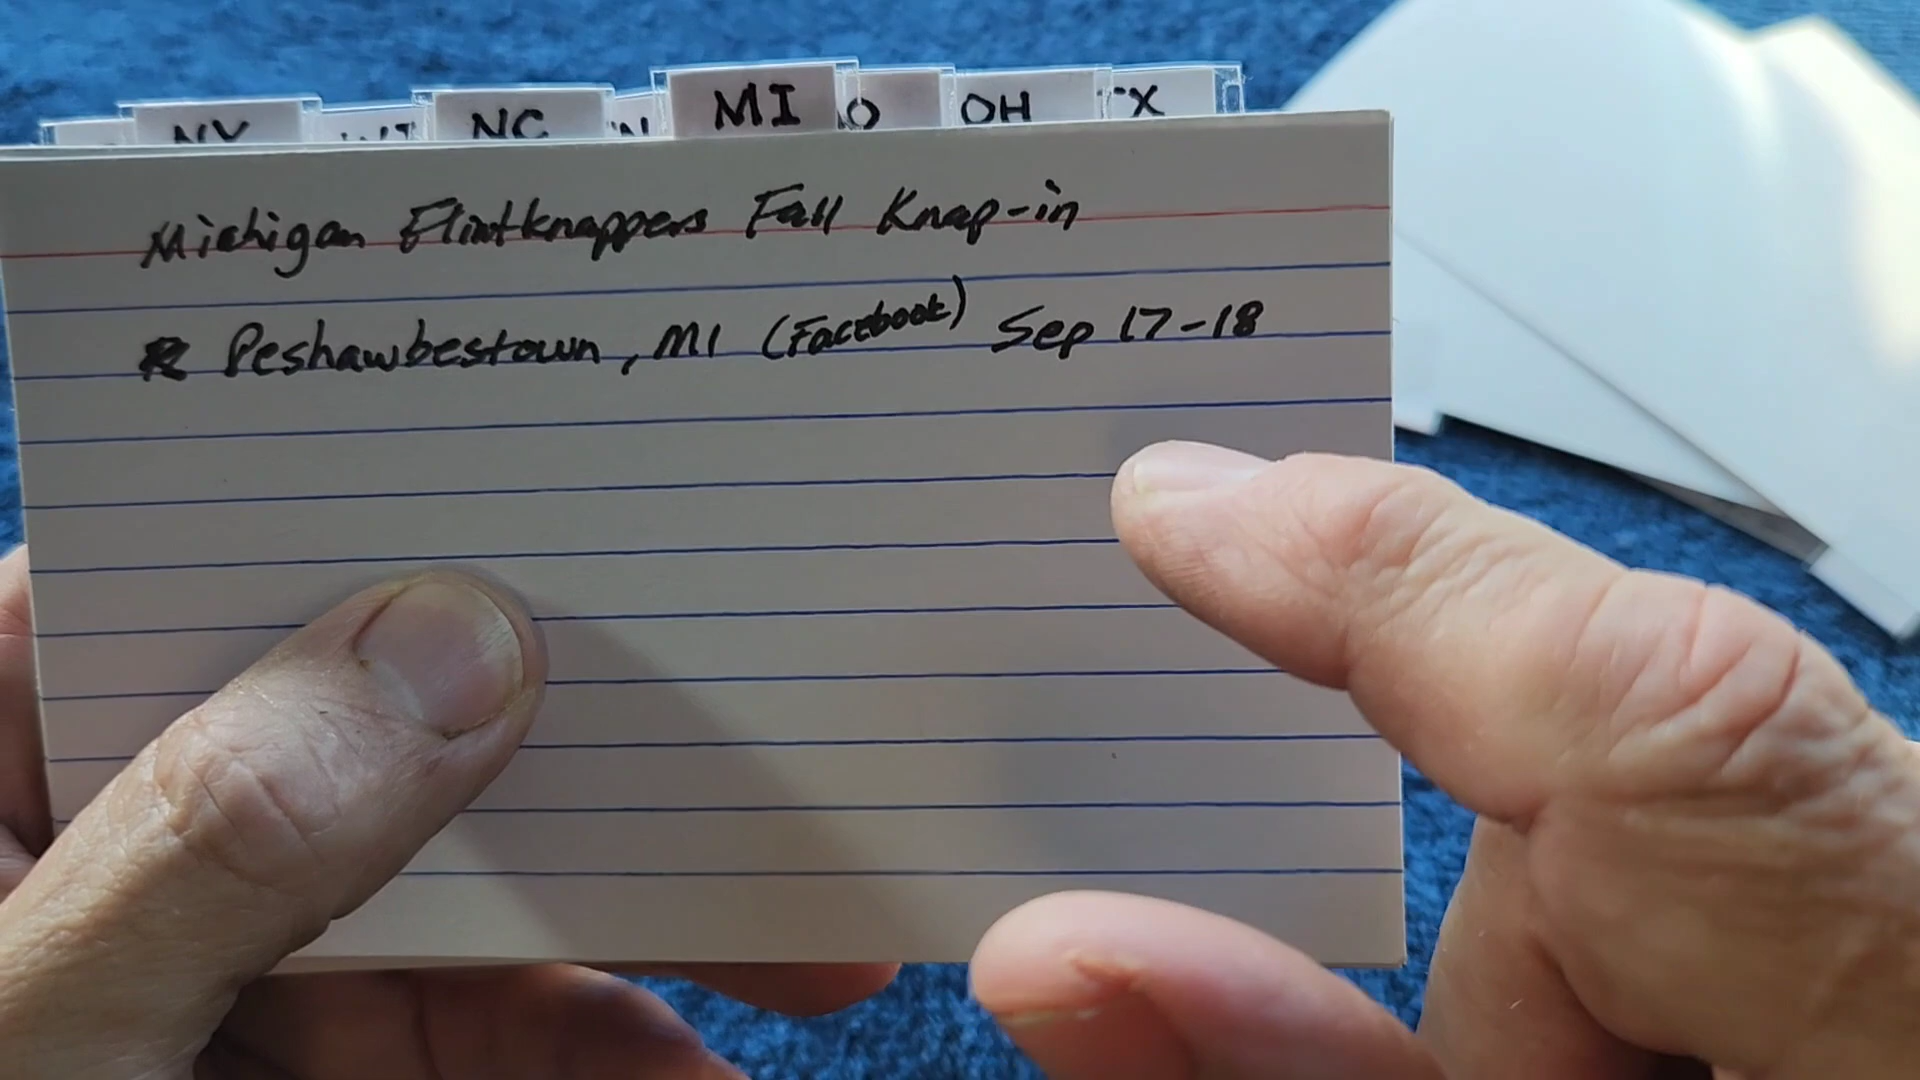 NY NC MI OH TX
Michigan Flintknappers Fall Knap-in
Peshawbestown, MI (Facebook) Sep 17-18